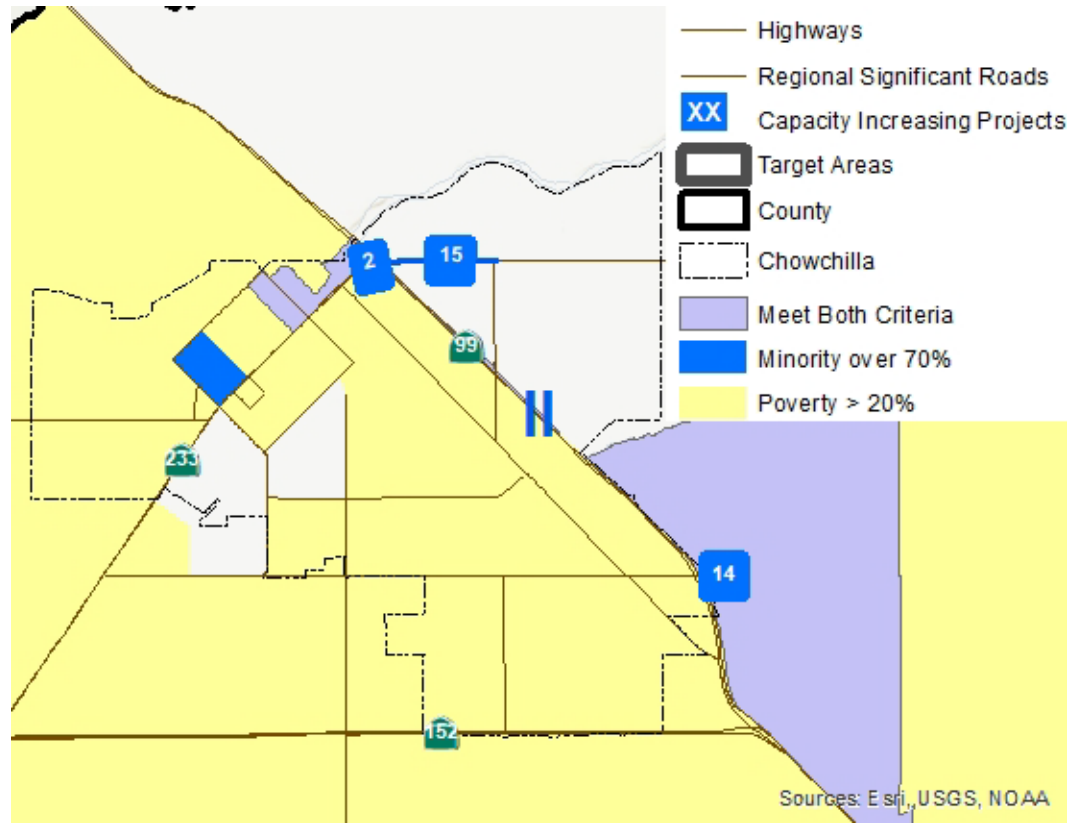 Highways
Regional Significant Roads
XX
Capacity Increasing Projects
Target Areas
County
Chowchilla
Meet Both Criteria
Minority over 70%
Poverty > 20%
2
15
99
233
14
152
Sources: Esri, USGS, NOAA